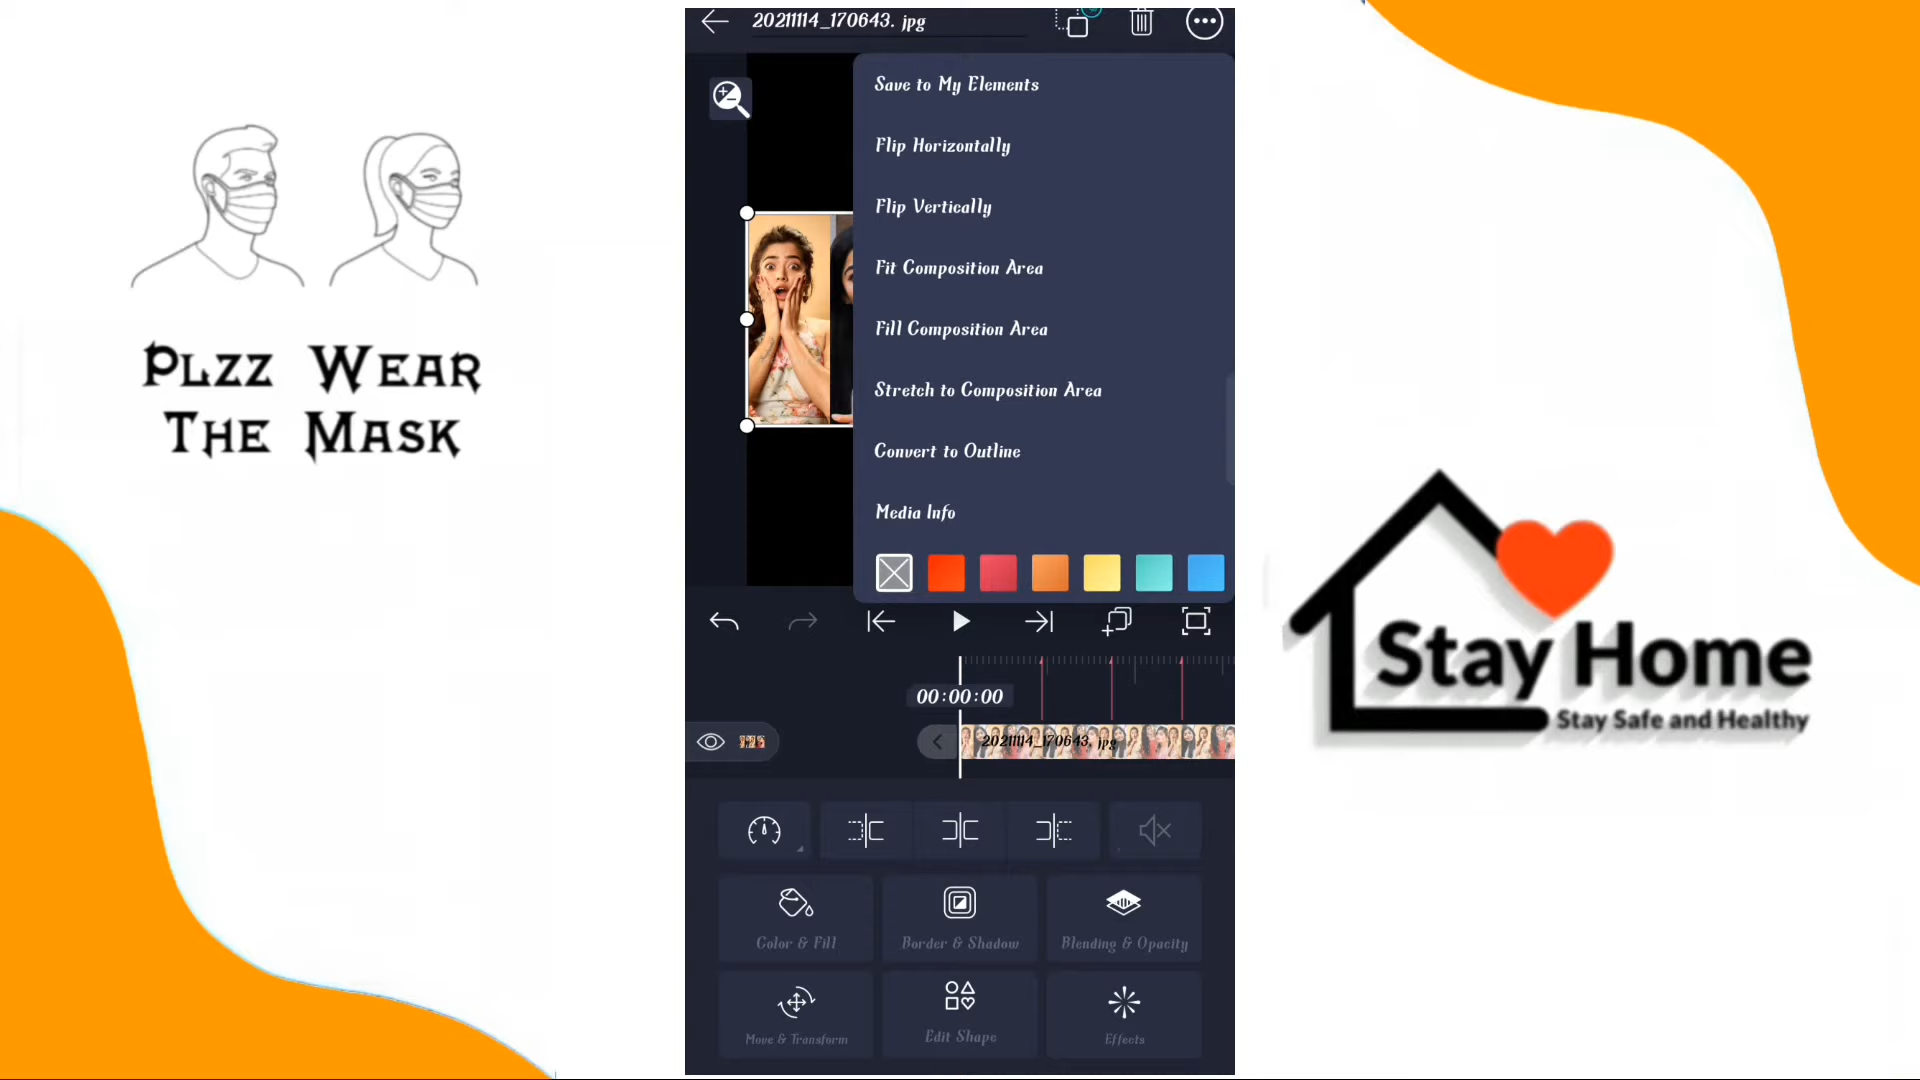 20211114_170643. jpg
Save to My Elements
Flip Horizontally
Flip Vertically
Fit Composition Area
Fill Composition Area
Stretch to Composition Area
Convert to Outline
Media Info
00:00:00
20211114_170643. jpg
Color & Fill
Border & Shadow
Blending & Opacity
Move & Transform
Edit Shape
Effects
Plzz Wear
The Mask
Stay Home
Stay Safe and Healthy